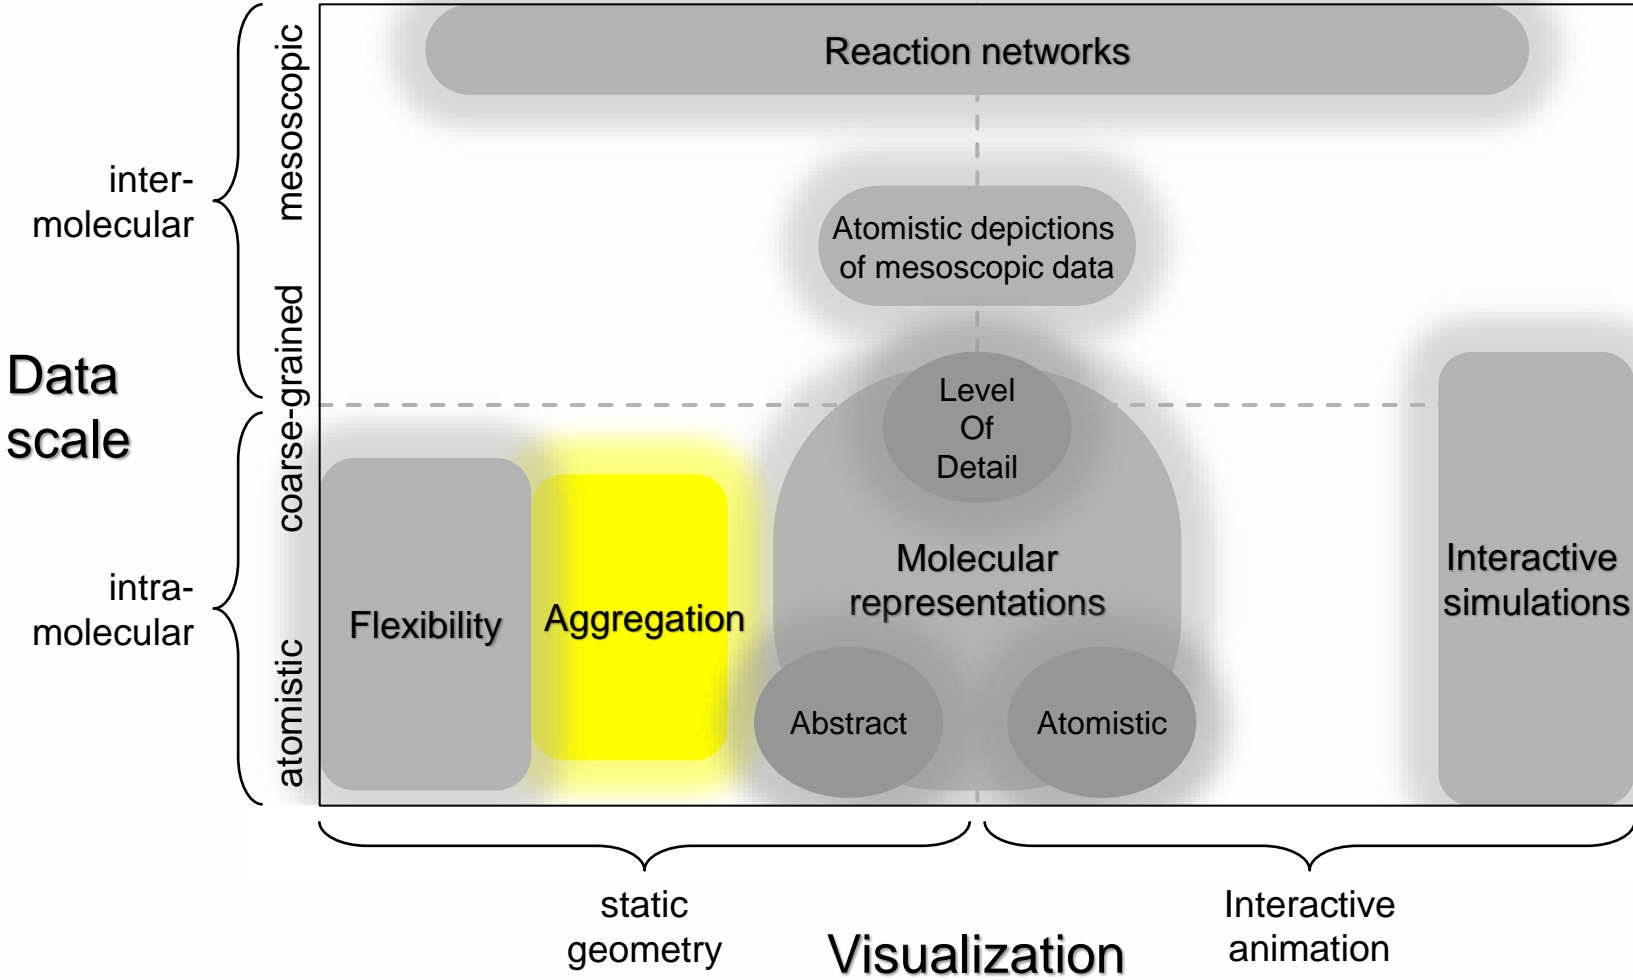 mesoscopic
coarse-grained
atomistic
inter-
molecular
Data
scale
intra-
molecular
Reaction networks
Atomistic depictions
of mesoscopic data
Level
Of
Detail
Molecular
representations
Abstract
Atomistic
Flexibility
Aggregation
Interactive
simulations
static
geometry
Interactive
animation
Visualization